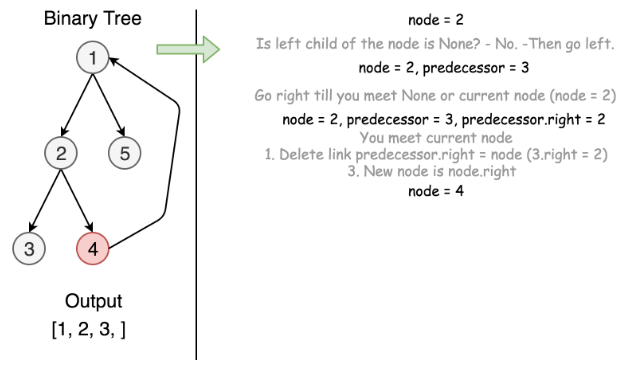 Binary Tree
1
2
5
3
4
Output
[1, 2, 3, ]
node = 2
Is left child of the node is None? - No. -Then go left.
node = 2, predecessor = 3
Go right till you meet None or current node (node = 2)
node = 2, predecessor = 3, predecessor.right = 2
You meet current node
1. Delete link predecessor.right = node (3.right = 2)
3. New node is node.right
node = 4